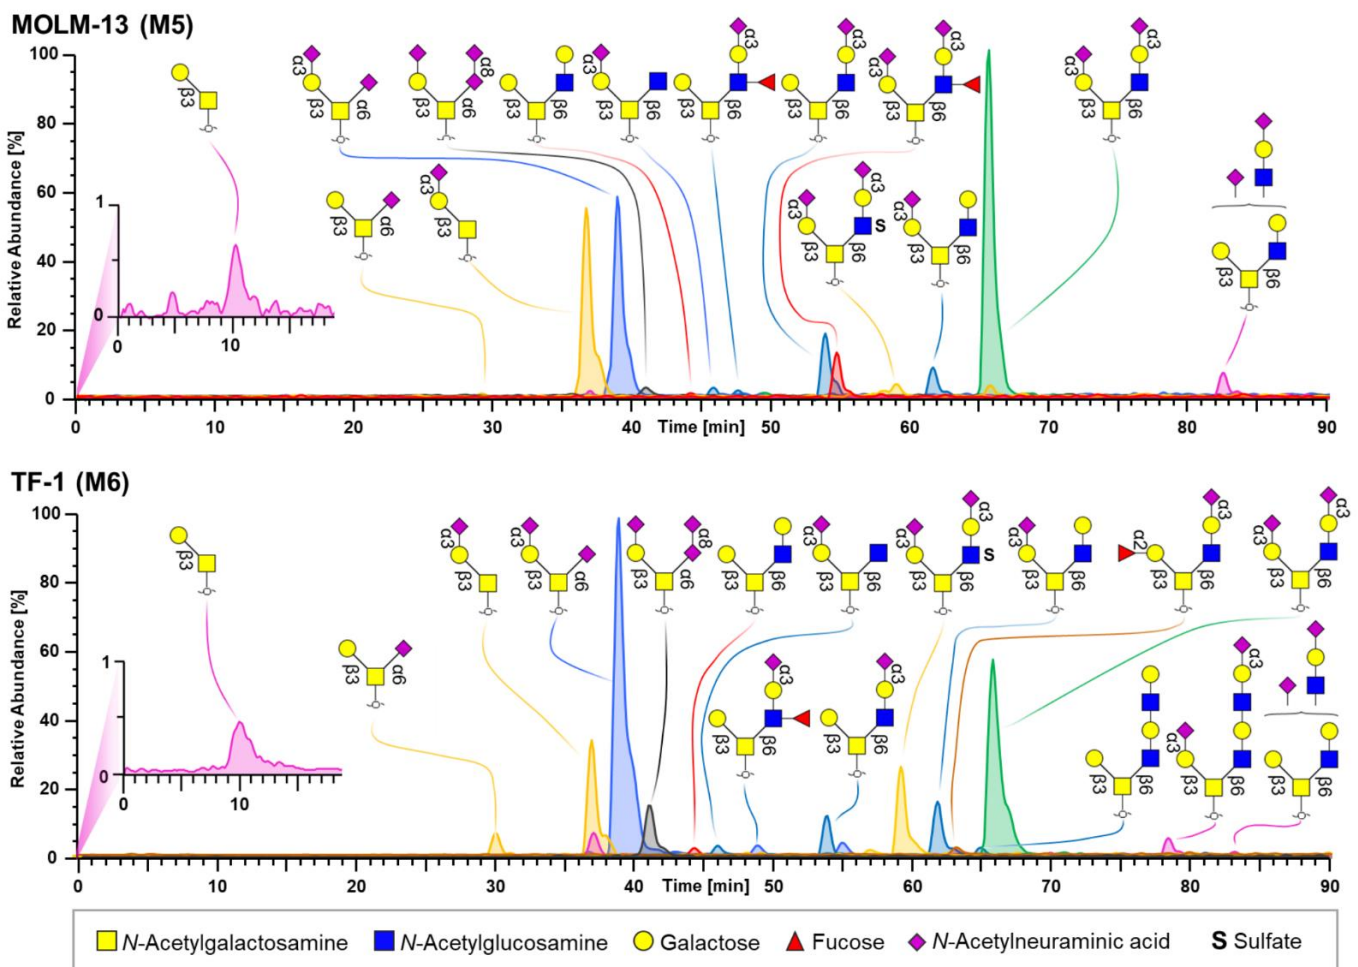 MOLM-13 (M5)
Relative Abundance [%]
100
80
60
40
20
0
1
0
0 10
β3
α3 β3 α6
β3 α6 α8
β3 β6
α3 β3 β6
β3 β6 α3
β3 β6 α3
α3 β3 β6 α3
α3 β3 β6 α3
β3 α6
α3 β3
α3 β3 β6 α3 S
α3 β3 β6
β3 β6
0 10 20 30 40 Time [min] 50 60 70 80 90
TF-1 (M6)
Relative Abundance [%]
100
80
60
40
20
0
1
0
0 10
β3
α3 β3
α3 β3 α6
α3 β3 α6 α8
β3 β6
α3 β3 β6
α3 β3 β6 α3 S
α3 β3 β6
α2 β3 β6 α3
α3 β3 β6 α3
β3 α6
β3 β6 α3
β3 β6 α3
β3 β6
α3 β3 β6 α3
β3 β6
0 10 20 30 40 Time [min] 50 60 70 80 90
N-Acetylgalactosamine N-Acetylglucosamine Galactose Fucose N-Acetylneuraminic acid S Sulfate